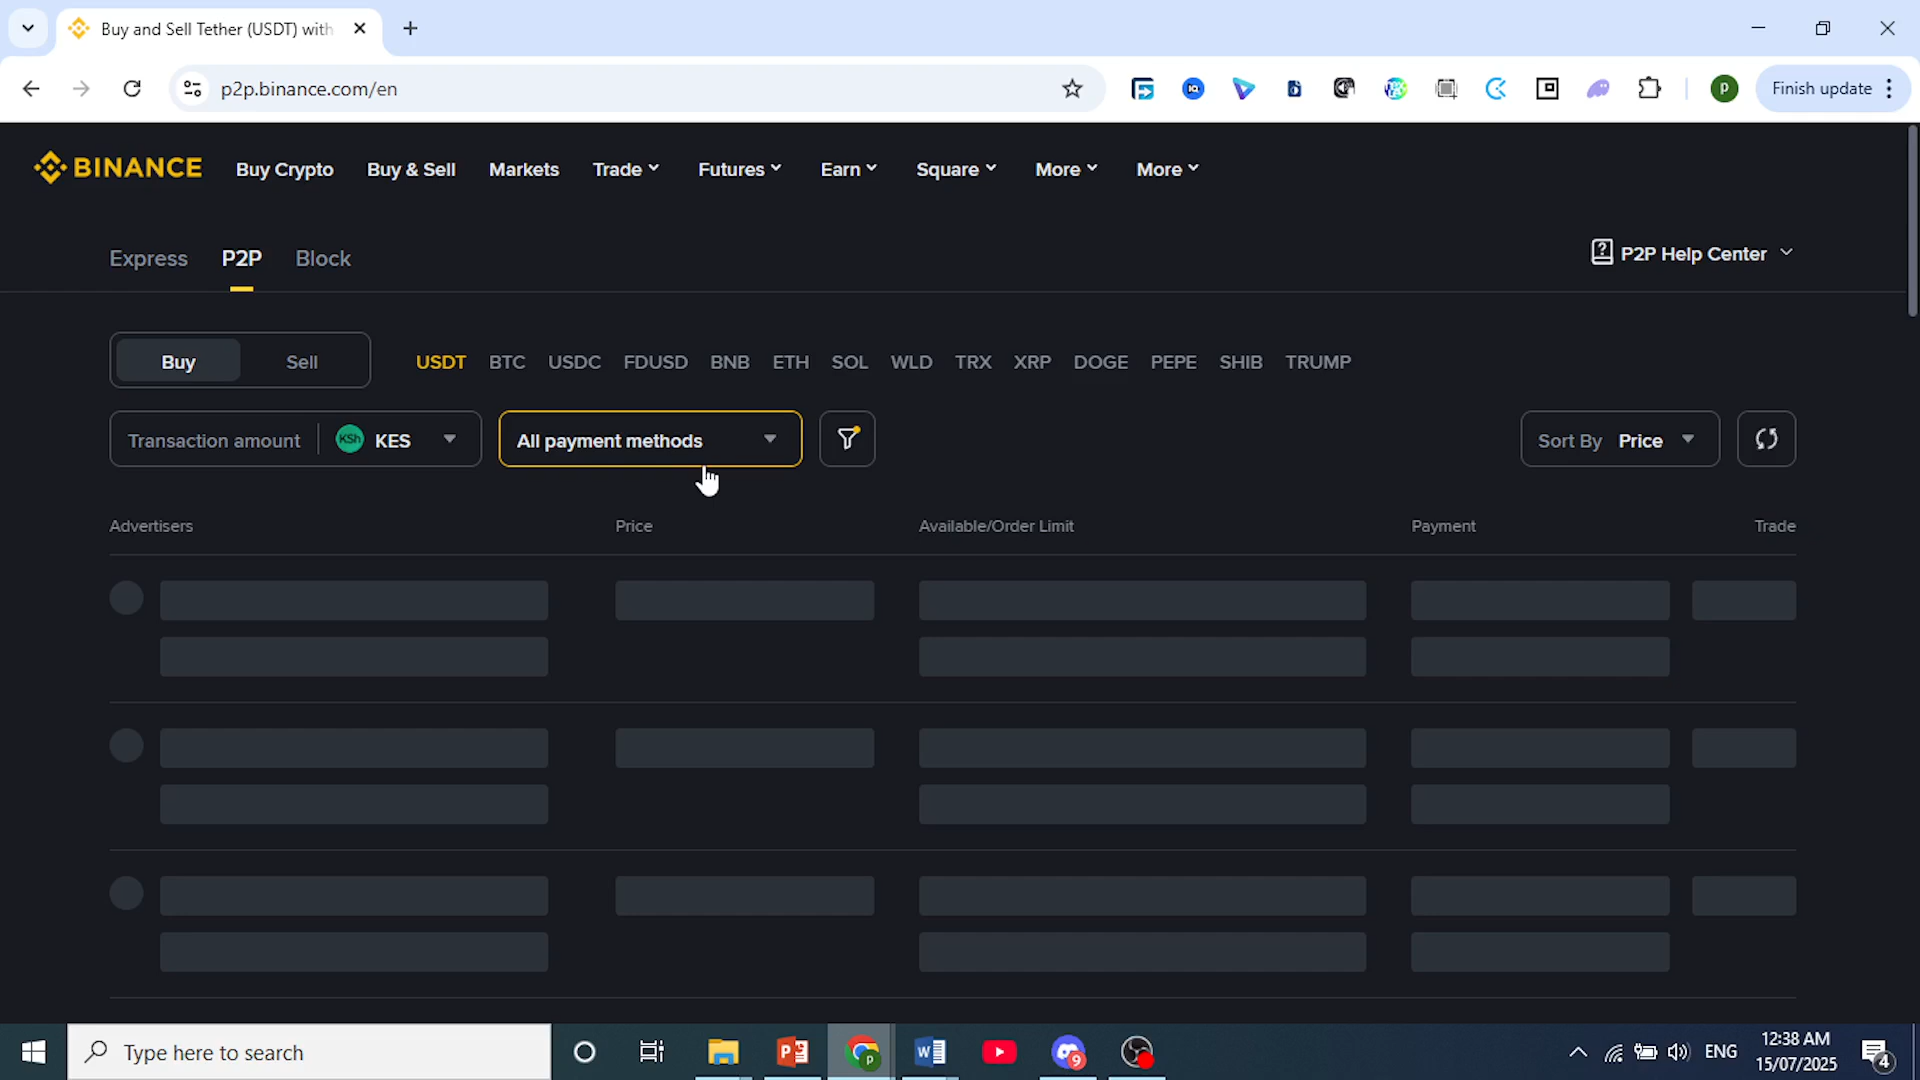 Buy and Sell Tether (USDT) with
p2p.binance.com/en
Finish update
BINANCE
Buy Crypto
Buy & Sell
Markets
Trade
Futures
Earn
Square
More
More
Express
P2P
Block
P2P Help Center
Buy
Sell
USDT
BTC
USDC
FDUSD
BNB
ETH
SOL
WLD
TRX
XRP
DOGE
PEPE
SHIB
TRUMP
Transaction amount
KSh
KES
All payment methods
Sort By Price
Advertisers
Price
Available/Order Limit
Payment
Trade
Type here to search
ENG
12:38 AM
15/07/2025